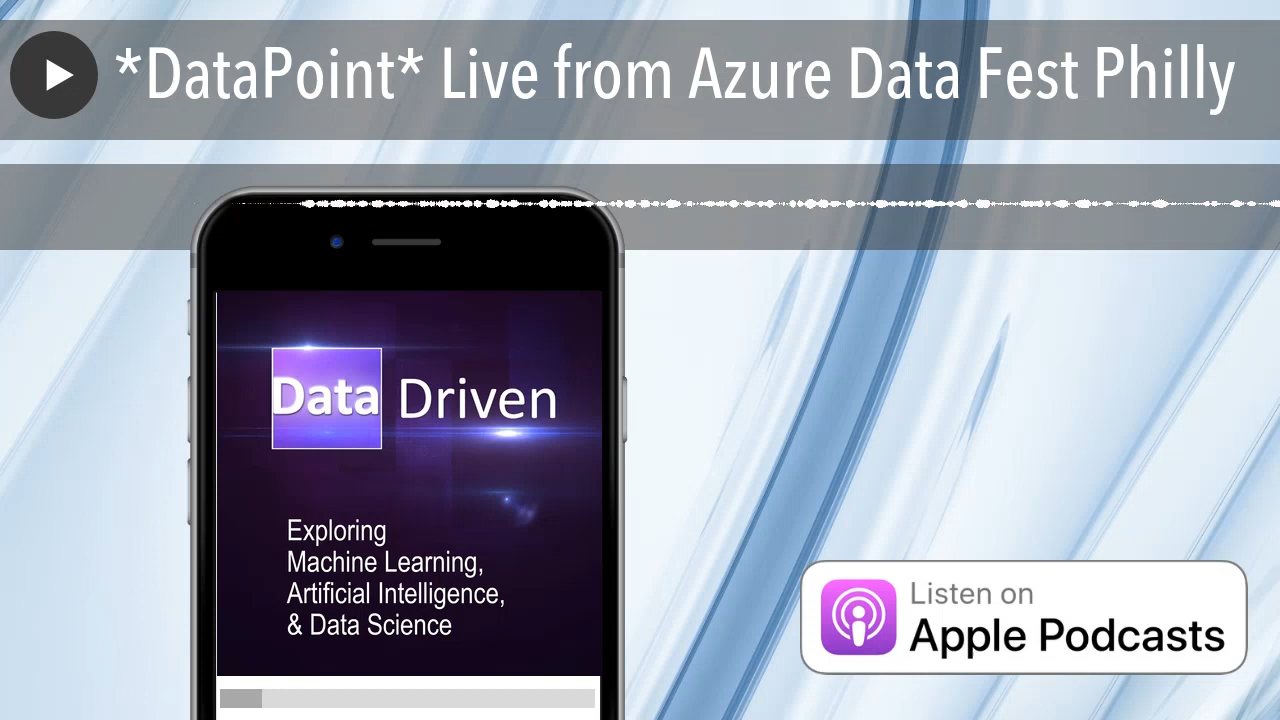 *DataPoint* Live from Azure Data Fest Philly
Data Driven
Exploring
Machine Learning,
Artificial Intelligence,
& Data Science
Listen on
Apple Podcasts